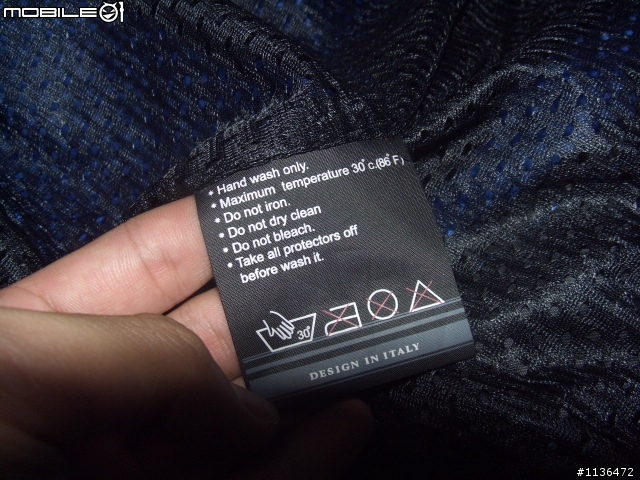 MOBILE01
* Hand wash only.
* Maximum temperature 30°c.(86°F)
* Do not iron.
* Do not dry clean
* Do not bleach.
* Take all protectors off
before wash it.
30°
DESIGN IN ITALY
#1136472